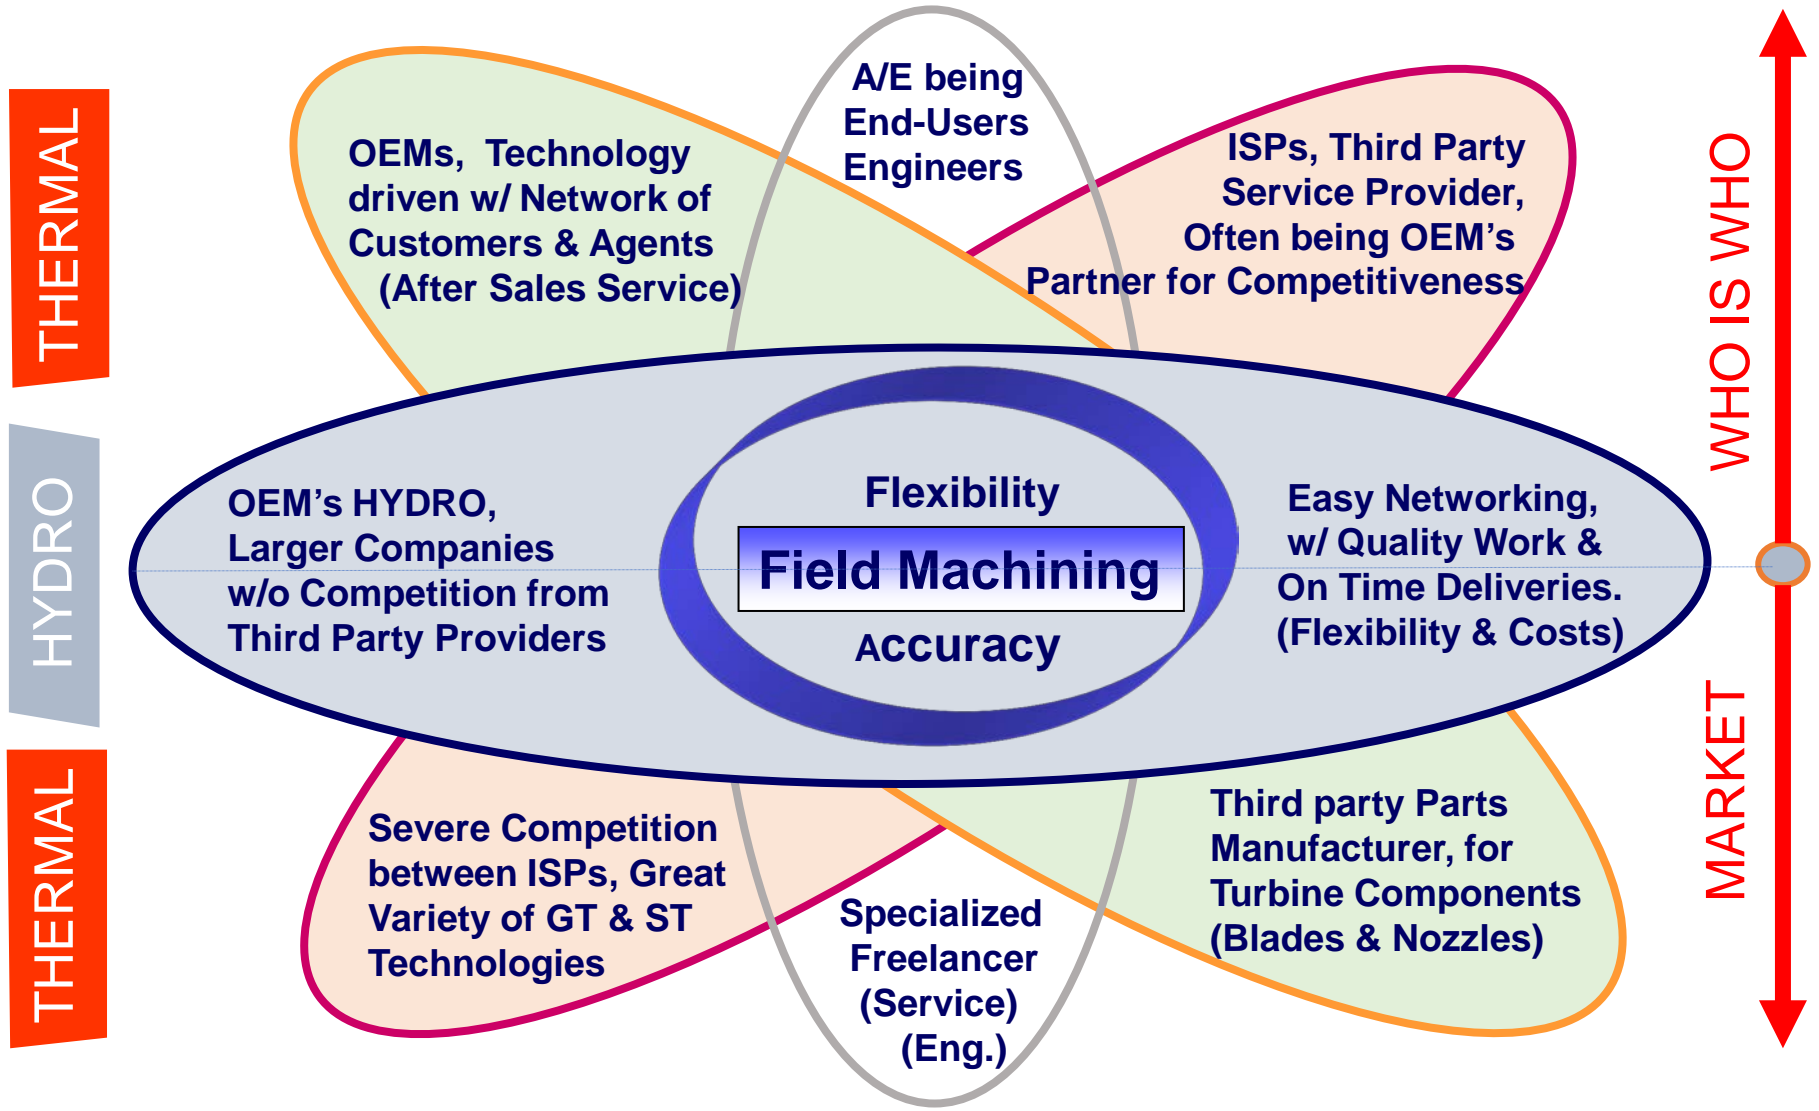 THERMAL
HYDRO
THERMAL
OEMs, Technology
driven w/ Network of
Customers & Agents
(After Sales Service)
A/E being
End-Users
Engineers
ISPs, Third Party
Service Provider,
Often being OEM’s
Partner for Competitiveness
OEM’s HYDRO,
Larger Companies
w/o Competition from
Third Party Providers
Flexibility
Field Machining
Accuracy
Easy Networking,
w/ Quality Work &
On Time Deliveries.
(Flexibility & Costs)
Severe Competition
between ISPs, Great
Variety of GT & ST
Technologies
Specialized
Freelancer
(Service)
(Eng.)
Third party Parts
Manufacturer, for
Turbine Components
(Blades & Nozzles)
WHO IS WHO
MARKET